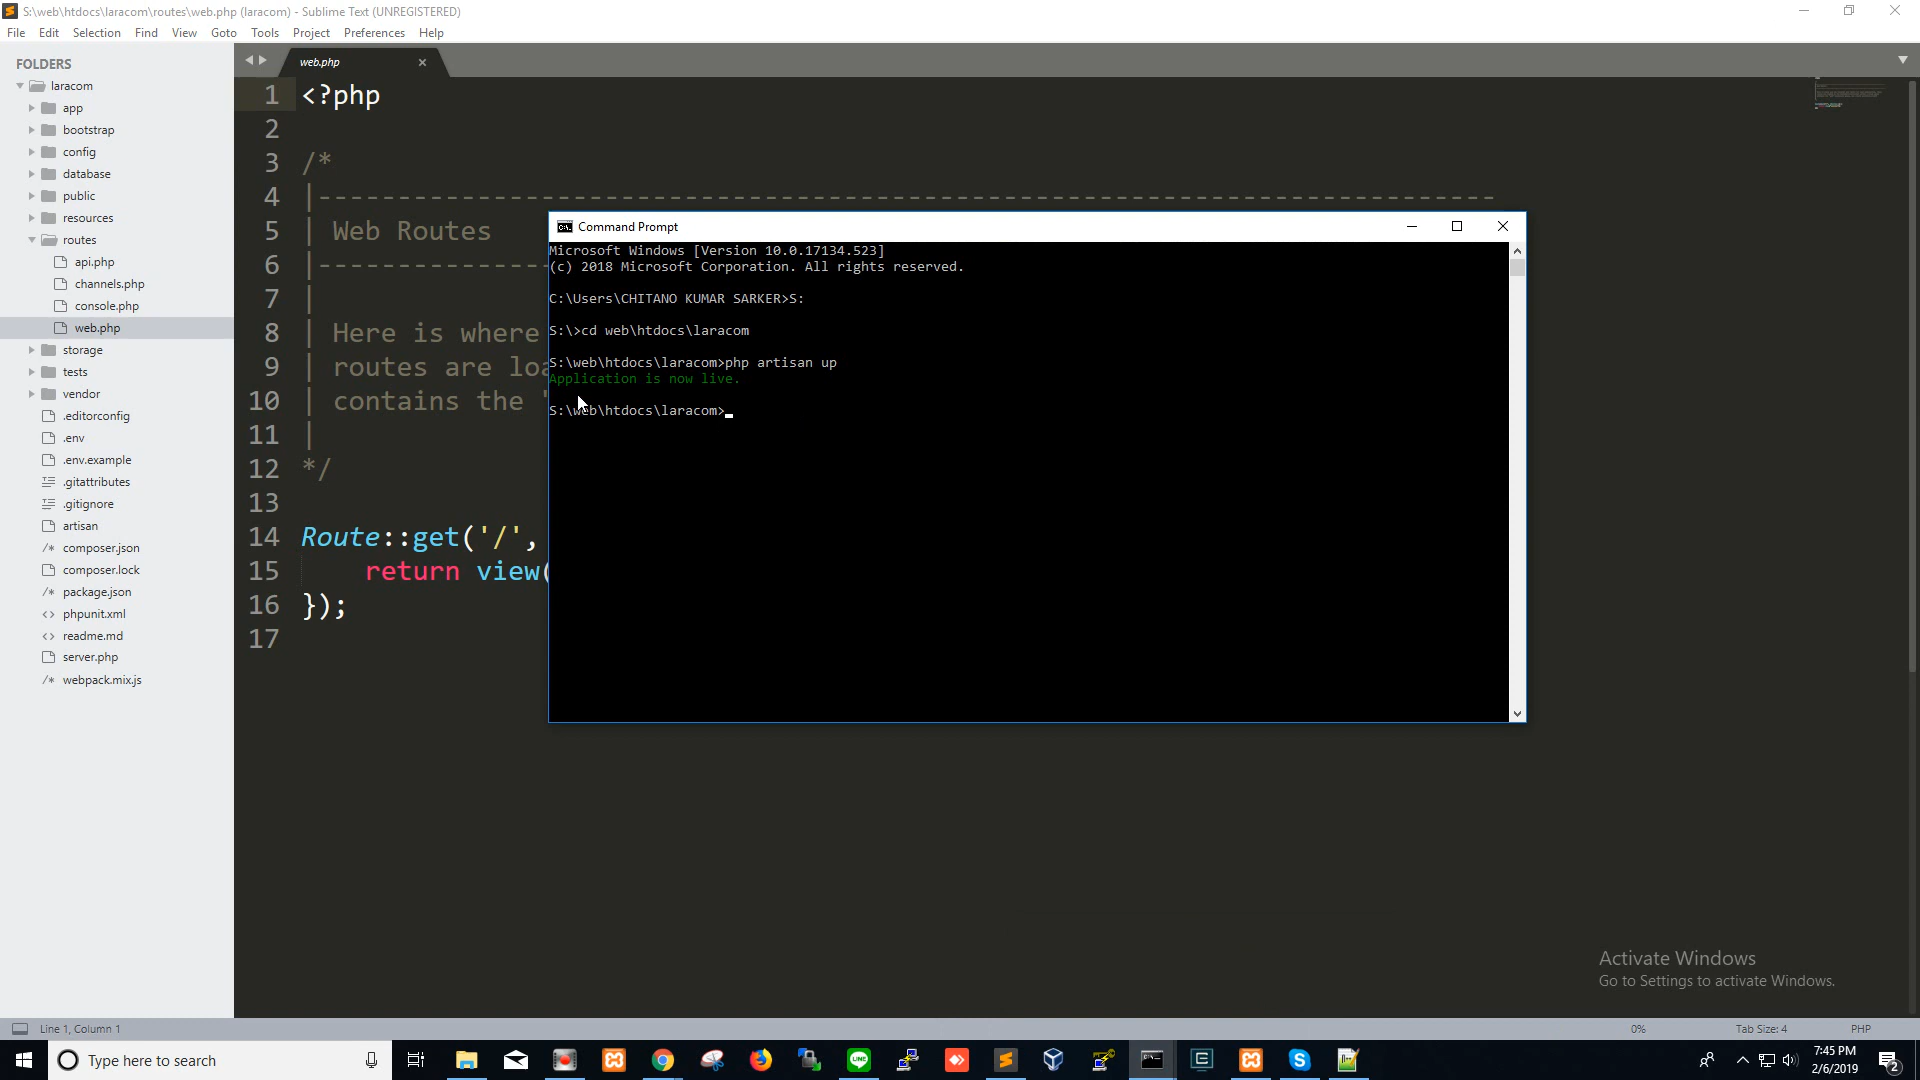 S:\web\htdocs\laracom\routes\web.php (laracom) - Sublime Text (UNREGISTERED)
File Edit Selection Find View Goto Tools Project Preferences Help
FOLDERS
laracom
app
bootstrap
config
database
public
resources
routes
api.php
channels.php
console.php
web.php
storage
tests
vendor
.editorconfig
.env
.env.example
.gitattributes
.gitignore
artisan
composer.json
composer.lock
package.json
phpunit.xml
readme.md
server.php
webpack.mix.js
web.php
1 <?php
2
3 /*
4 |--------------------------------------------------------------------------
5 | Web Routes
6 |---------------
7 |
8 | Here is where
9 | routes are loa
10 | contains the "
11 |
12 */
13
14 Route::get('/',
15 return view(
16 });
17
Command Prompt
Microsoft Windows [Version 10.0.17134.523]
(c) 2018 Microsoft Corporation. All rights reserved.
C:\Users\CHITANO KUMAR SARKER>S:
S:\>cd web\htdocs\laracom
S:\web\htdocs\laracom>php artisan up
Application is now live.
S:\web\htdocs\laracom>
Activate Windows
Go to Settings to activate Windows.
Line 1, Column 1
0%
Tab Size: 4
PHP
Type here to search
7:45 PM
2/6/2019
2